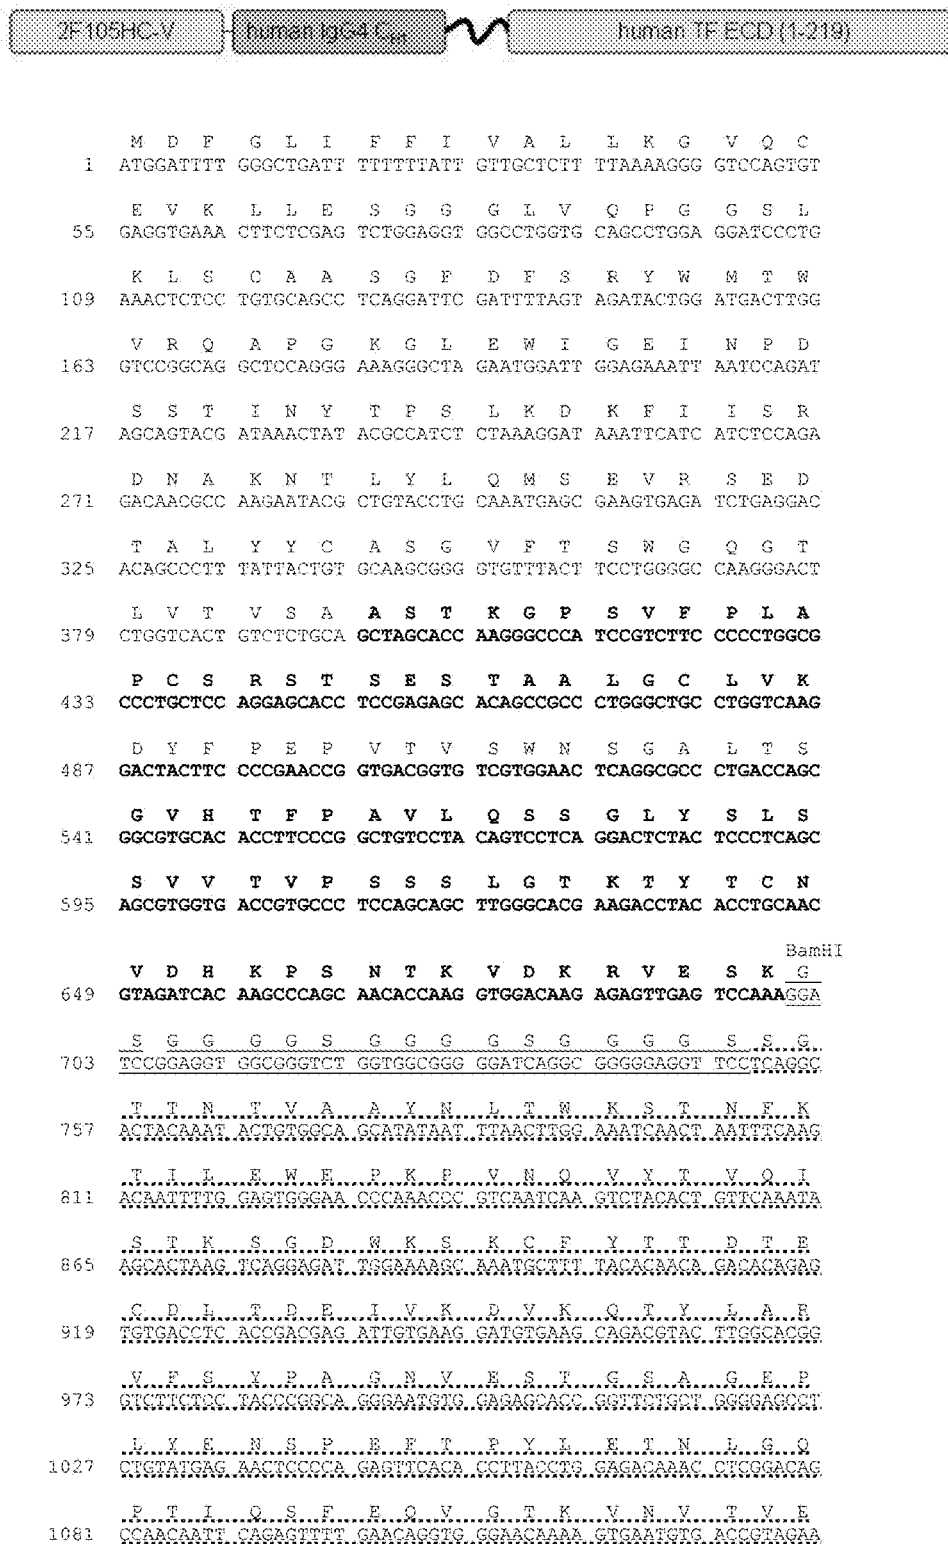 2F105HC-V human IgG4 CH1 human TF ECD (1-219)
M D F G L I F F I V A L L K G V Q C
1 ATGGATTTT GGGCTGATT TTTTTTATT GTTGCTCTT TTAAAAGGG GTCCAGTGT
E V K L L E S G G G L V Q P G G S L
55 GAGGTGAAA CTTCTCGAG TCTGGAGGT GGCCTGGTG CAGCCTGGA GGATCCCTG
K L S C A A S G F D F S R Y W M T W
109 AAACTCTCC TGTGCAGCC TCAGGATTC GATTTTAGT AGATACTGG ATGACTTGG
V R Q A P G K G L E W I G E I N P D
163 GTCCGGCAG GCTCCAGGG AAAGGGCTA GAATGGATT GGAGAAATT AATCCAGAT
S S T I N Y T P S L K D K F I I S R
217 AGCAGTACG ATAAACTAT ACGCCATCT CTAAAGGAT AAATTCATC ATCTCCAGA
D N A K N T L Y L Q M S E V R S E D
271 GACAACGCC AAGAATACG CTGTACCTG CAAATGAGC GAAGTGAGA TCTGAGGAC
T A L Y Y C A S G V F T S W G Q G T
325 ACAGCCCTT TATTACTGT GCAAGCGGG GTGTTTACT TCCTGGGGC CAAGGGACT
L V T V S A A S T K G P S V F P L A
379 CTGGTCACT GTCTCTGCA GCTAGCACC AAGGGCCCA TCCGTCTTC CCCCTGGCG
P C S R S T S E S T A A L G C L V K
433 CCCTGCTCC AGGAGCACC TCCGAGAGC ACAGCCGCC CTGGGCTGC CTGGTCAAG
D Y F P E P V T V S W N S G A L T S
487 GACTACTTC CCCGAACCG GTGACGGTG TCGTGGAAC TCAGGCGCC CTGACCAGC
G V H T F P A V L Q S S G L Y S L S
541 GGCGTGCAC ACCTTCCCG GCTGTCCTA CAGTCCTCA GGACTCTAC TCCCTCAGC
S V V T V P S S S L G T K T Y T C N
595 AGCGTGGTG ACCGTGCCC TCCAGCAGC TTGGGCACG AAGACCTAC ACCTGCAAC
BamHI
V D H K P S N T K V D K R V E S K G
649 GTAGATCAC AAGCCCAGC AACACCAAG GTGGACAAG AGAGTTGAG TCCAAAGGA
S G G G G S G G G G S G G G G S S G
703 TCCGGAGGT GGCGGGTCT GGTGGCGGG GGATCAGGC GGGGGAGGT TCCTCAGGC
T T N T V A A Y N L T W K S T N F K
757 ACTACAAAT ACTGTGGCA GCATATAAT TTAACTTGG AAATCAACT AATTTCAAG
T I L E W E P K P V N Q V Y T V Q I
811 ACAATTTTG GAGTGGGAA CCCAAACCC GTCAATCAA GTCTACACT GTTCAAATA
S T K S G D W K S K C F Y T T D T E
865 AGCACTAAG TCAGGAGAT TGGAAAAGC AAATGCTTT TACACAACA GACACAGAG
C D L T D E I V K D V K Q T Y L A R
919 TGTGACCTC ACCGACGAG ATTGTGAAG GATGTGAAG CAGACGTAC TTGGCACGG
V F S Y P A G N V E S T G S A G E P
973 GTCTTCTCC TACCCGGCA GGGAATGTG GAGAGCACC GGTTCTGCT GGGGAGCCT
L Y E N S P E F T P Y L E T N L G Q
1027 CTGTATGAG AACTCCCCA GAGTTCACA CCTTACCTG GAGACAAAC CTCGGACAG
P T I Q S F E Q V G T K V N V T V E
1081 CCAACAATT CAGAGTTTT GAACAGGTG GGAACAAAA GTGAATGTG ACCGTAGAA